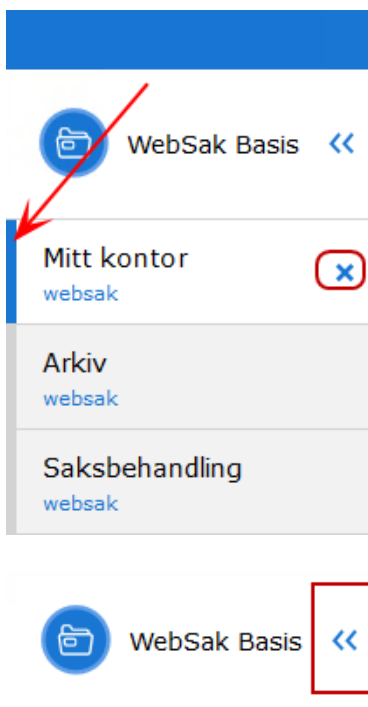 WebSak Basis
Mitt kontor
websak
Arkiv
websak
Saksbehandling
websak
WebSak Basis